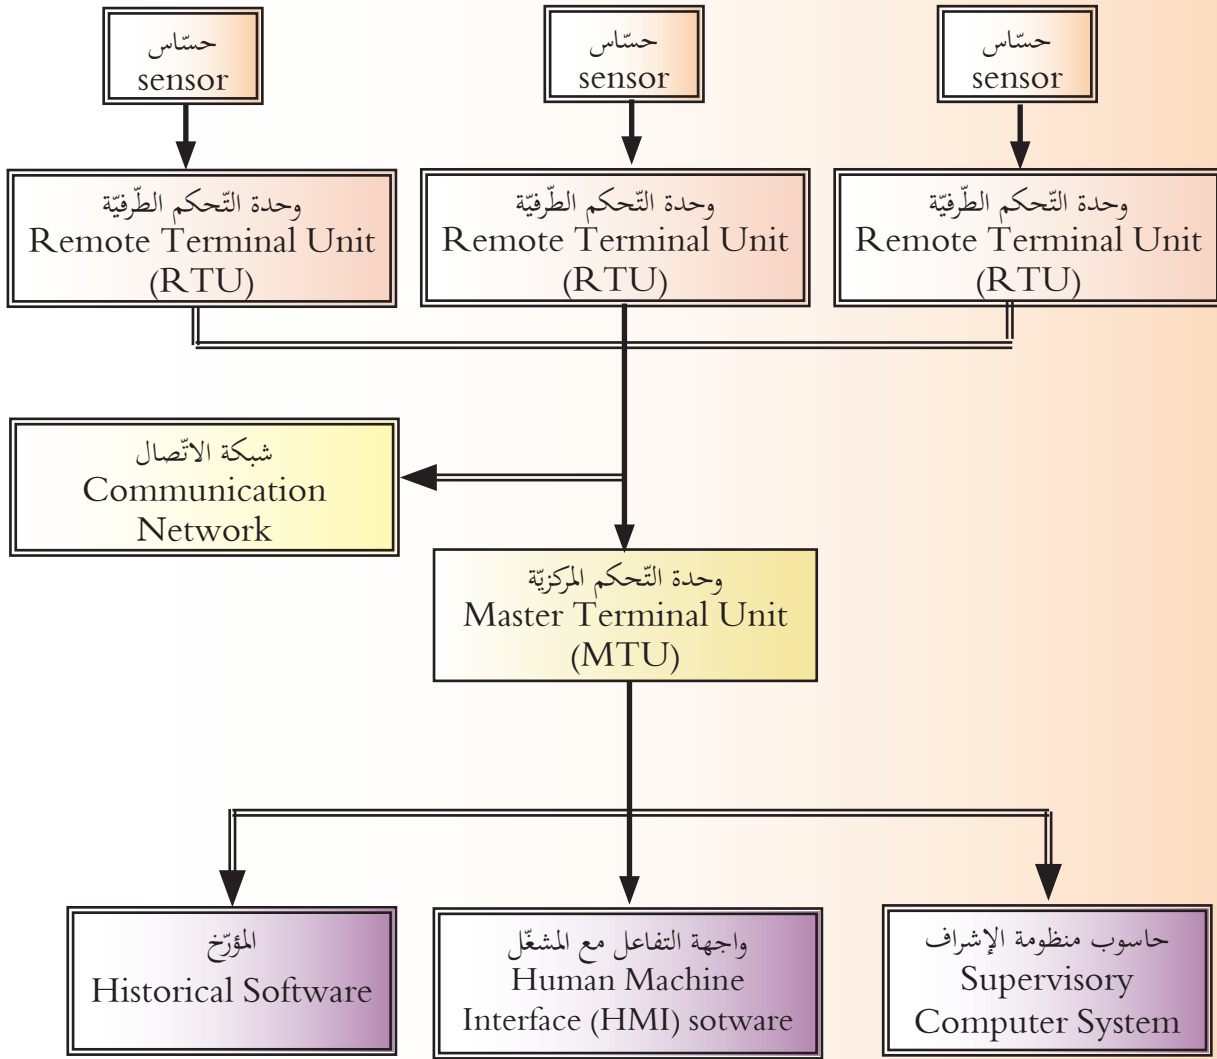 حسّاس
sensor
حسّاس
sensor
حسّاس
sensor
وحدة التّحكم الطّرفيّة
Remote Terminal Unit
(RTU)
وحدة التّحكم الطّرفيّة
Remote Terminal Unit
(RTU)
وحدة التّحكم الطّرفيّة
Remote Terminal Unit
(RTU)
شبكة الاتّصال
Communication
Network
وحدة التّحكم المركزيّة
Master Terminal Unit
(MTU)
المؤرّخ
Historical Software
واجهة التفاعل مع المشغّل
Human Machine
Interface (HMI) sotware
حاسوب منظومة الإشراف
Supervisory
Computer System